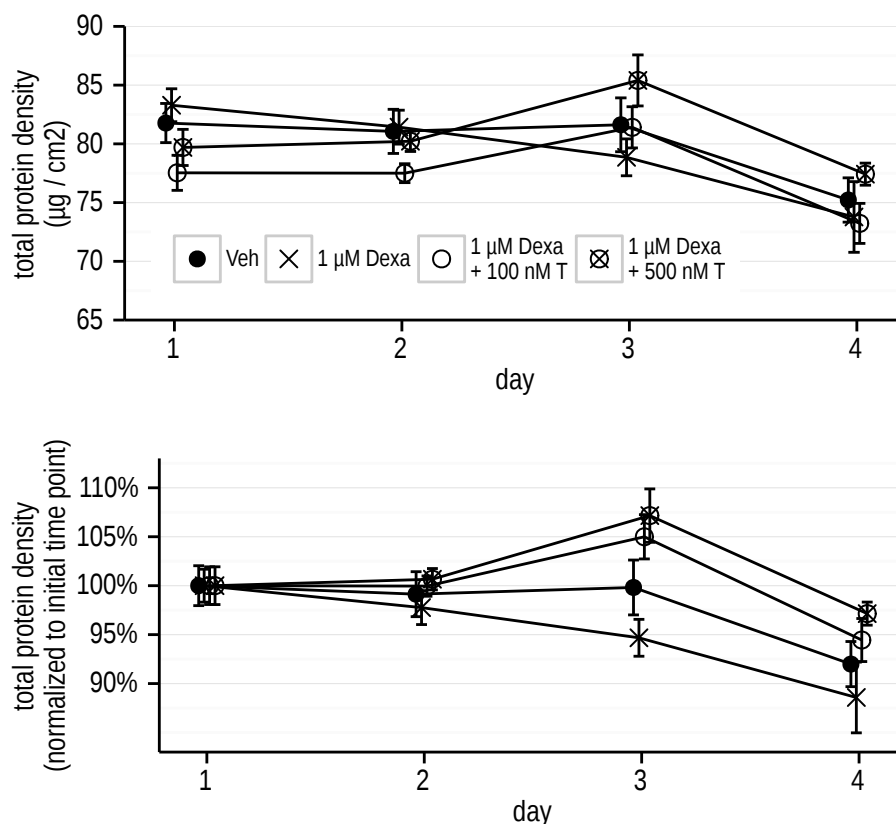 total protein density
(µg / cm2)
90
85
80
75
70
65
Veh
1 µM Dexa
1 µM Dexa
+ 100 nM T
1 µM Dexa
+ 500 nM T
1
2
3
4
day
total protein density
(normalized to initial time point)
110%
105%
100%
95%
90%
1
2
3
4
day